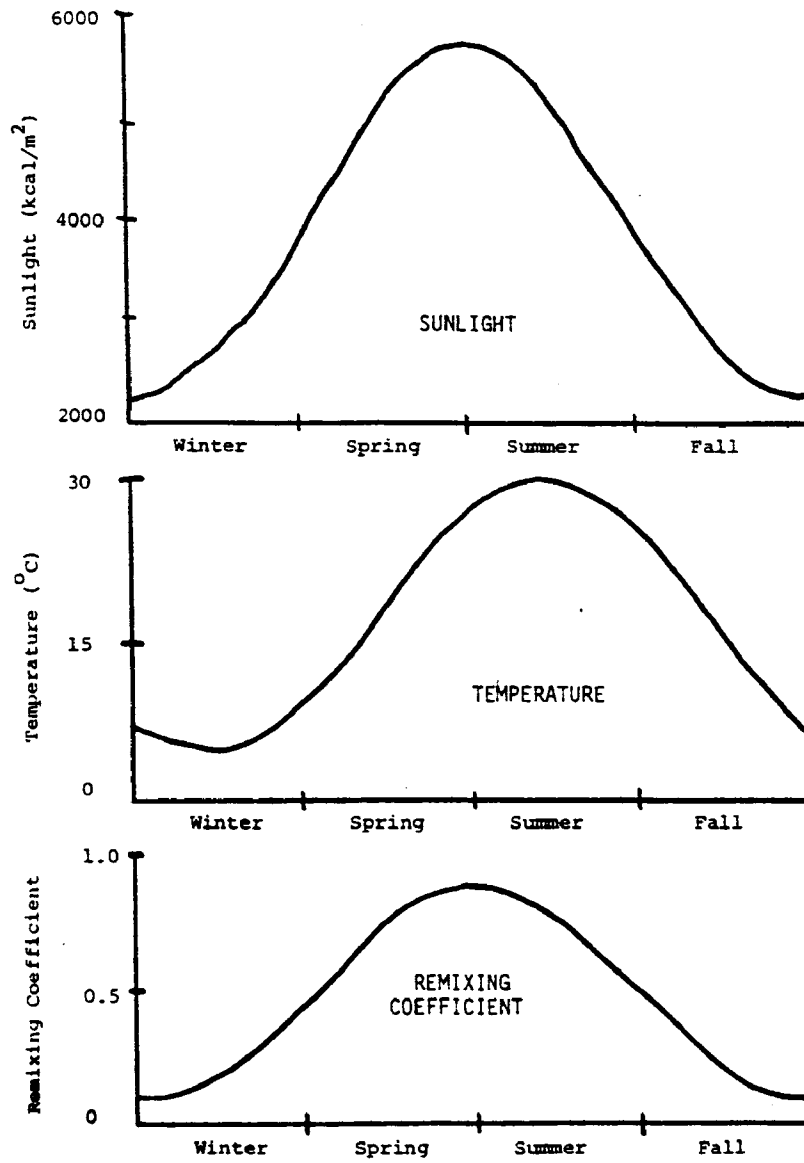 6000
4000
2000
Sunlight (kcal/m²)
SUNLIGHT
Winter Spring Summer Fall
30
15
0
Temperature (°C)
TEMPERATURE
Winter Spring Summer Fall
1.0
0.5
0
Remixing Coefficient
REMIXING
COEFFICIENT
Winter Spring Summer Fall